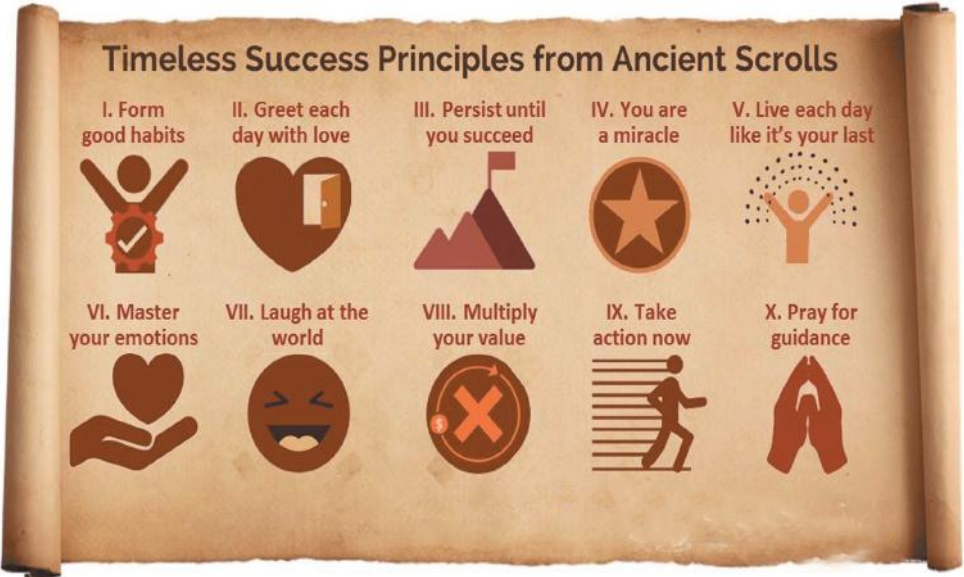 Timeless Success Principles from Ancient Scrolls
I. Form
good habits
II. Greet each
day with love
III. Persist until
you succeed
IV. You are
a miracle
V. Live each day
like it's your last
VI. Master
your emotions
VII. Laugh at the
world
VIII. Multiply
your value
IX. Take
action now
X. Pray for
guidance
$